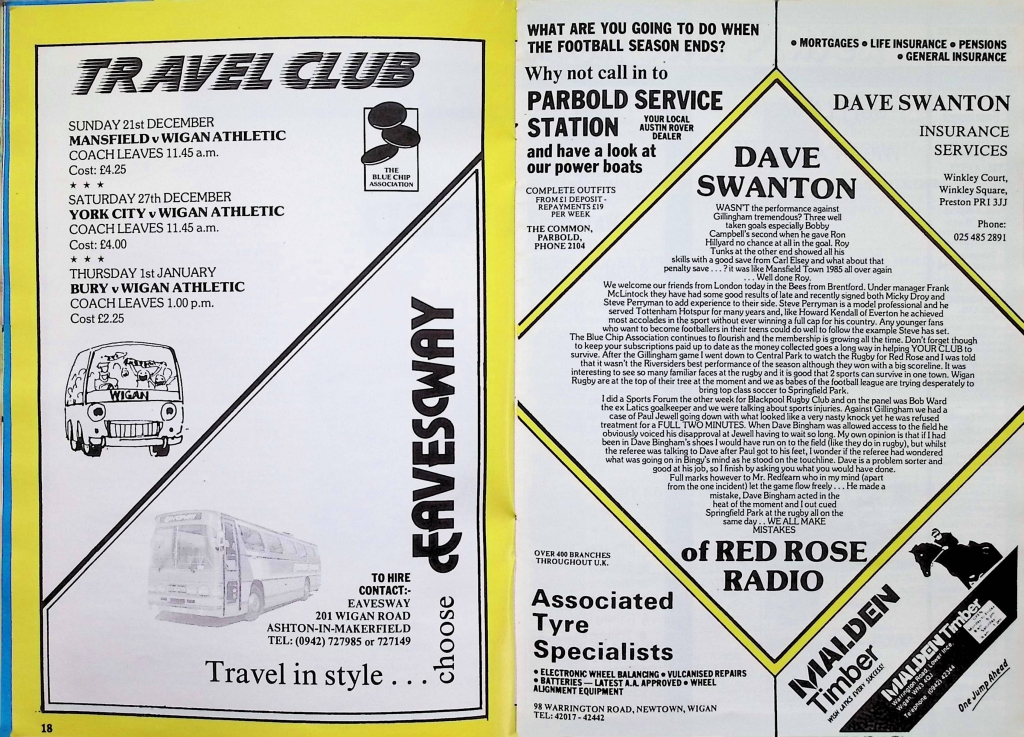 TRAVEL CLUB
SUNDAY 21st DECEMBER
MANSFIELD v WIGAN ATHLETIC
COACH LEAVES 11.45 a.m.
Cost: £4.25
★ ★ ★
SATURDAY 27th DECEMBER
YORK CITY v WIGAN ATHLETIC
COACH LEAVES 11.45 a.m.
Cost: £4.00
★ ★ ★
THURSDAY 1st JANUARY
BURY v WIGAN ATHLETIC
COACH LEAVES 1.00 p.m.
Cost £2.25
THE
BLUE CHIP
ASSOCIATION
WIGAN
EAVESWAY
TO HIRE
CONTACT:-
EAVESWAY
201 WIGAN ROAD
ASHTON-IN-MAKERFIELD
TEL: (0942) 727985 or 727149
choose
Travel in style . . .
18
WHAT ARE YOU GOING TO DO WHEN
THE FOOTBALL SEASON ENDS?
Why not call in to
PARBOLD SERVICE
STATION
YOUR LOCAL
AUSTIN ROVER
DEALER
and have a look at
our power boats
COMPLETE OUTFITS
FROM £1 DEPOSIT -
REPAYMENTS £19
PER WEEK
THE COMMON,
PARBOLD,
PHONE 2104
• MORTGAGES • LIFE INSURANCE • PENSIONS
• GENERAL INSURANCE
DAVE SWANTON
INSURANCE
SERVICES
Winkley Court,
Winkley Square,
Preston PR1 3JJ
Phone:
025 485 2891
DAVE
SWANTON
WASN'T the performance against
Gillingham tremendous? Three well
taken goals especially Bobby
Campbell's second when he gave Ron
Hillyard no chance at all in the goal. Roy
Tunks at the other end showed all his
skills with a good save from Carl Elsey and what about that
penalty save . . . ? it was like Mansfield Town 1985 all over again
. . . Well done Roy.
We welcome our friends from London today in the Bees from Brentford. Under manager Frank
McLintock they have had some good results of late and recently signed both Micky Droy and
Steve Perryman to add experience to their side. Steve Perryman is a model professional and he
served Tottenham Hotspur for many years and, like Howard Kendall of Everton he achieved
most accolades in the sport without ever winning a full cap for his country. Any younger fans
who want to become footballers in their teens could do well to follow the example Steve has set.
The Blue Chip Association continues to flourish and the membership is growing all the time. Don't forget though
to keep your subscriptions paid up to date as the money collected goes a long way in helping YOUR CLUB to
survive. After the Gillingham game I went down to Central Park to watch the Rugby for Red Rose and I was told
that it wasn't the Riversiders best performance of the season although they won with a big scoreline. It was
interesting to see so many familiar faces at the rugby and it is good that 2 sports can survive in one town. Wigan
Rugby are at the top of their tree at the moment and we as babes of the football league are trying desperately to
bring top class soccer to Springfield Park.
I did a Sports Forum the other week for Blackpool Rugby Club and on the panel was Bob Ward
the ex Latics goalkeeper and we were talking about sports injuries. Against Gillingham we had a
case of Paul Jewell going down with what looked like a very nasty knock yet he was refused
treatment for a FULL TWO MINUTES. When Dave Bingham was allowed access to the field he
obviously voiced his disapproval at Jewell having to wait so long. My own opinion is that if I had
been in Dave Bingham's shoes I would have run on to the field (like they do in rugby), but whilst
the referee was talking to Dave after Paul got to his feet, I wonder if the referee had wondered
what was going on in Bingy's mind as he stood on the touchline. Dave is a problem sorter and
good at his job, so I finish by asking you what you would have done.
Full marks however to Mr. Redfearn who in my mind (apart
from the one incident) let the game flow freely . . . He made a
mistake, Dave Bingham acted in the
heat of the moment and I out cued
Springfield Park at the rugby all on the
same day . . WE ALL MAKE
MISTAKES
of RED ROSE
RADIO
OVER 400 BRANCHES
THROUGHOUT U.K.
Associated
Tyre
Specialists
• ELECTRONIC WHEEL BALANCING • VULCANISED REPAIRS
• BATTERIES — LATEST A.A. APPROVED • WHEEL
ALIGNMENT EQUIPMENT
98 WARRINGTON ROAD, NEWTOWN, WIGAN
TEL: 42017 - 42442
MALDEN
Timber
WISH LATICS EVERY SUCCESS!
MALDEN Timber
Warrington Road, Lower Ince,
Wigan, WN3 4QJ
Telephone (0942) 42344
One Jump Ahead